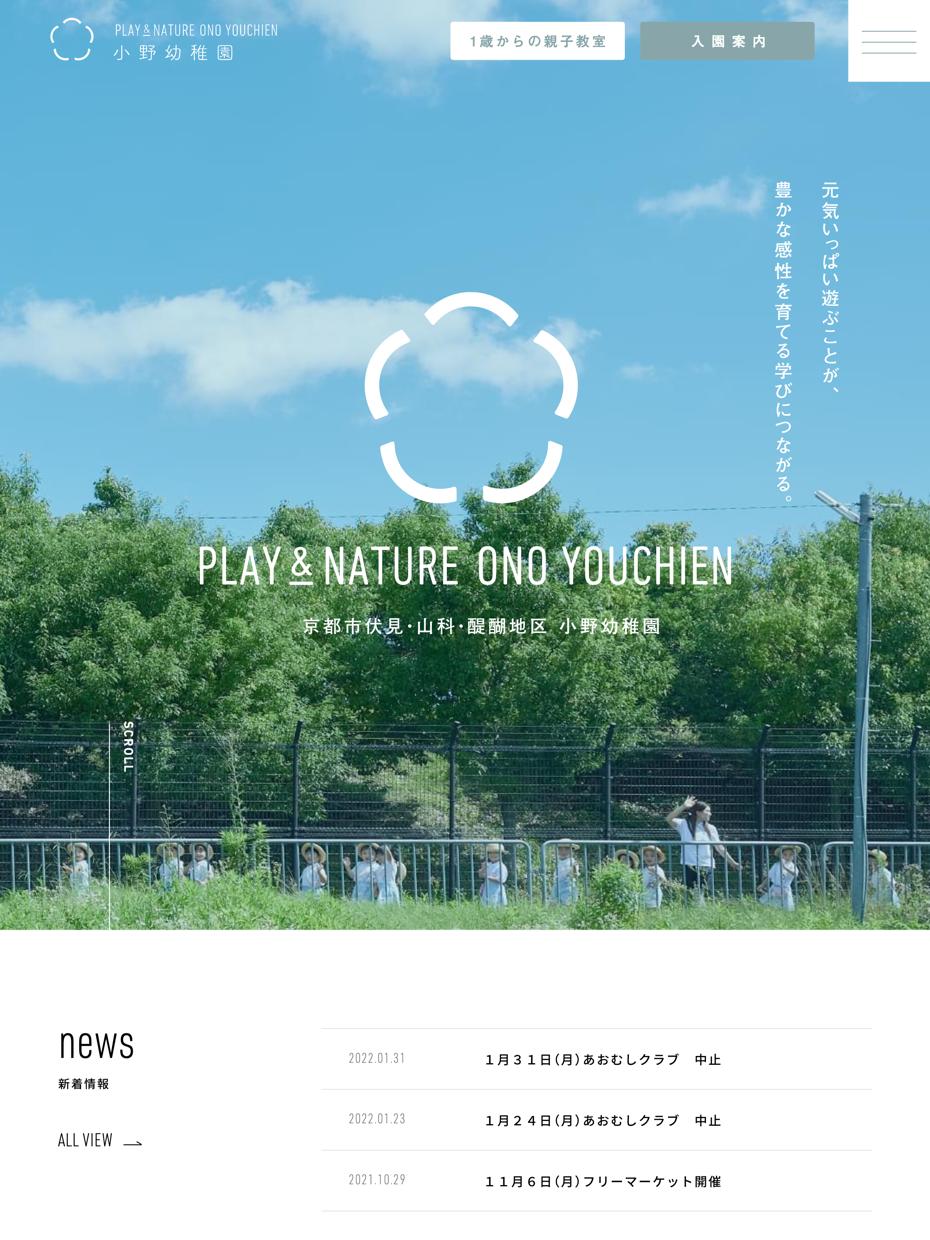 PLAY & NATURE ONO YOUCHIEN
小野幼稚園
1歳からの親子教室
入園案内
元気いっぱい遊ぶことが、
豊かな感性を育てる学びにつながる。
PLAY & NATURE ONO YOUCHIEN
京都市伏見・山科・醍醐地区 小野幼稚園
SCROLL
news
新着情報
ALL VIEW
2022.01.31
１月３１日（月）あおむしクラブ　中止
2022.01.23
１月２４日（月）あおむしクラブ　中止
2021.10.29
１１月６日（月）フリーマーケット開催